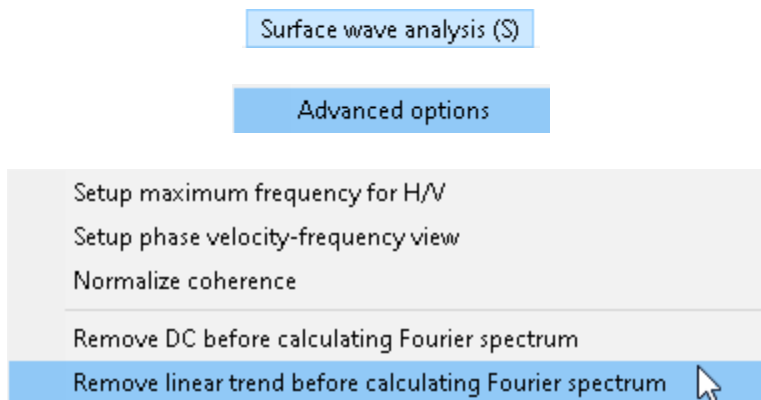 Surface wave analysis (S)
Advanced options
Setup maximum frequency for H/V
Setup phase velocity-frequency view
Normalize coherence
Remove DC before calculating Fourier spectrum
Remove linear trend before calculating Fourier spectrum